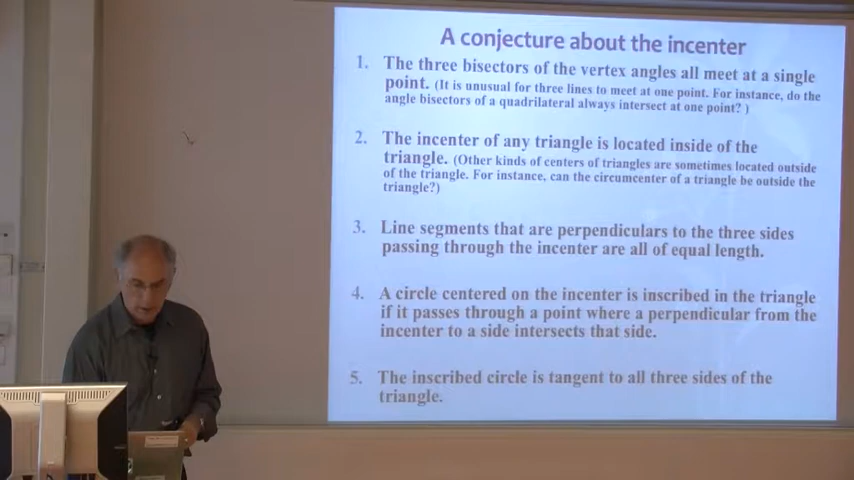 A conjecture about the incenter
1. The three bisectors of the vertex angles all meet at a single
point. (It is unusual for three lines to meet at one point. For instance, do the
angle bisectors of a quadrilateral always intersect at one point? )
2. The incenter of any triangle is located inside of the
triangle. (Other kinds of centers of triangles are sometimes located outside
of the triangle. For instance, can the circumcenter of a triangle be outside the
triangle?)
3. Line segments that are perpendiculars to the three sides
passing through the incenter are all of equal length.
4. A circle centered on the incenter is inscribed in the triangle
if it passes through a point where a perpendicular from the
incenter to a side intersects that side.
5. The inscribed circle is tangent to all three sides of the
triangle.